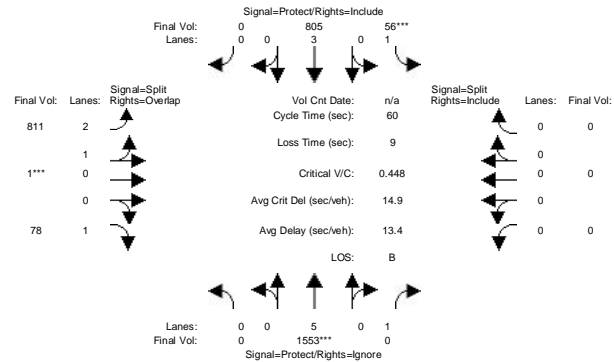 Signal=Protect/Rights=Include
Final Vol: 0 805 56***
Lanes: 0 0 3 0 1
Signal=Split
Rights=Overlap
Signal=Split
Rights=Include
Final Vol: Lanes:
Vol Cnt Date: n/a
Lanes: Final Vol:
Cycle Time (sec): 60
811 2
0 0
Loss Time (sec): 9
1
0
1*** 0
Critical V/C: 0.448
0 0
0
Avg Crit Del (sec/veh): 14.9
0
78 1
Avg Delay (sec/veh): 13.4
0 0
LOS: B
Lanes: 0 0 5 0 1
Final Vol: 0 1553*** 0
Signal=Protect/Rights=Ignore